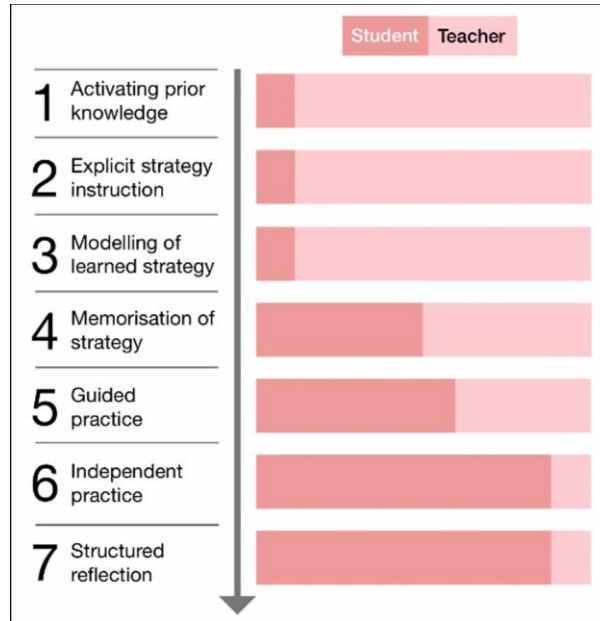 Student Teacher
1 Activating prior
knowledge
2 Explicit strategy
instruction
3 Modelling of
learned strategy
4 Memorisation of
strategy
5 Guided
practice
6 Independent
practice
7 Structured
reflection